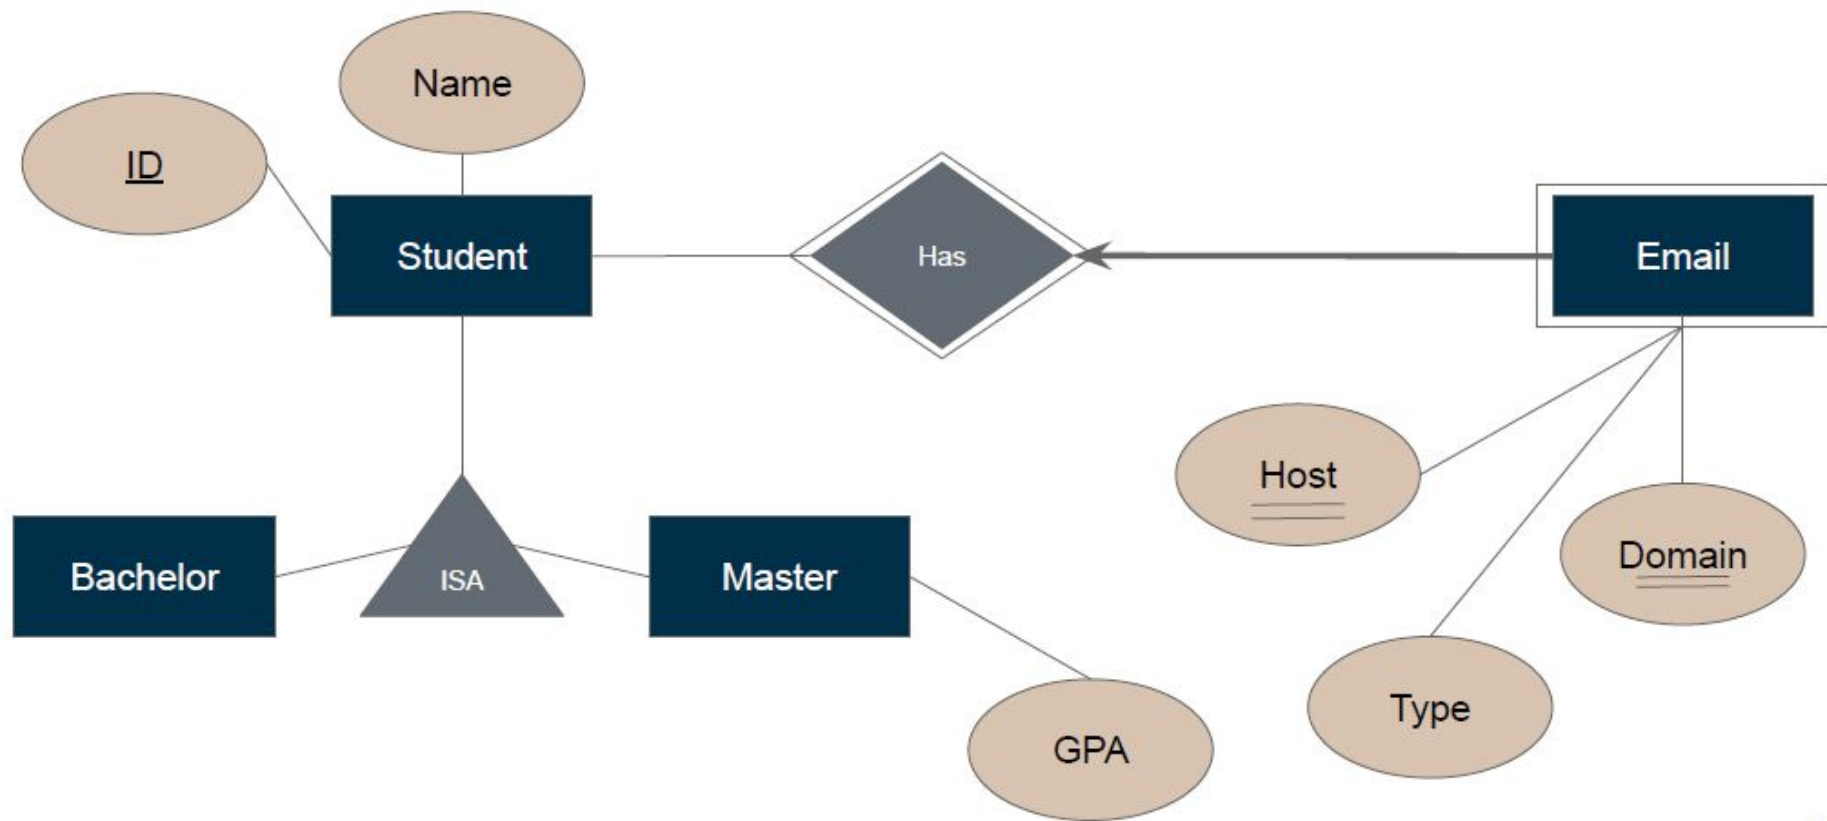 Name
ID
Student
Has
Email
Host
Domain
Bachelor
ISA
Master
Type
GPA